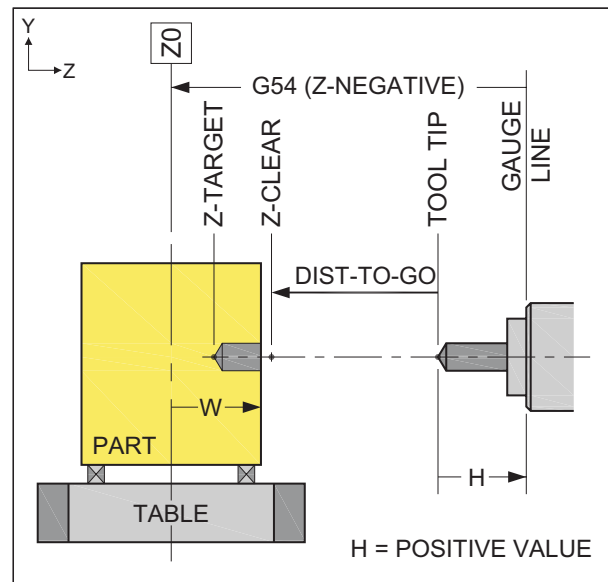 Y
Z
Z0
G54 (Z-NEGATIVE)
Z-TARGET
Z-CLEAR
TOOL TIP
GAUGE
LINE
DIST-TO-GO
W
PART
H
TABLE
H = POSITIVE VALUE